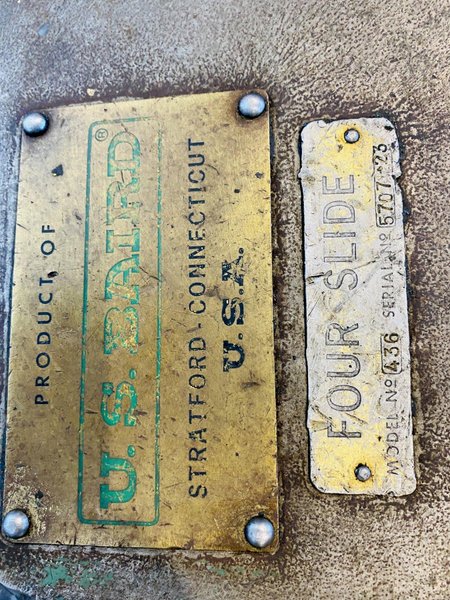 PRODUCT OF
U.S. BAIRD®
STRATFORD-CONNECTICUT
U.S.A.
FOUR SLIDE
MODEL Nº 436 SERIAL Nº 5707-23